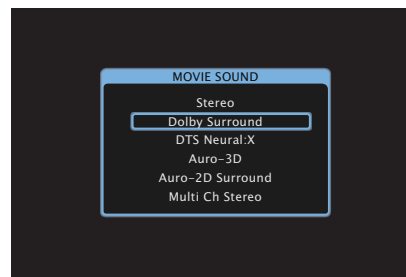 MOVIE SOUND
Stereo
Dolby Surround
DTS Neural:X
Auro-3D
Auro-2D Surround
Multi Ch Stereo